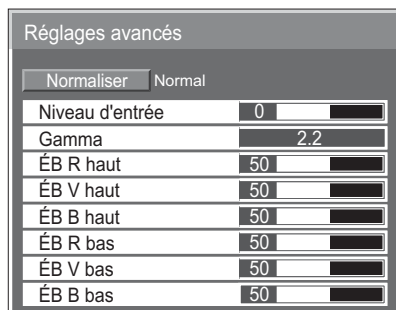 Réglages avancés
Normaliser Normal
Niveau d'entrée 0
Gamma 2.2
ÉB R haut 50
ÉB V haut 50
ÉB B haut 50
ÉB R bas 50
ÉB V bas 50
ÉB B bas 50